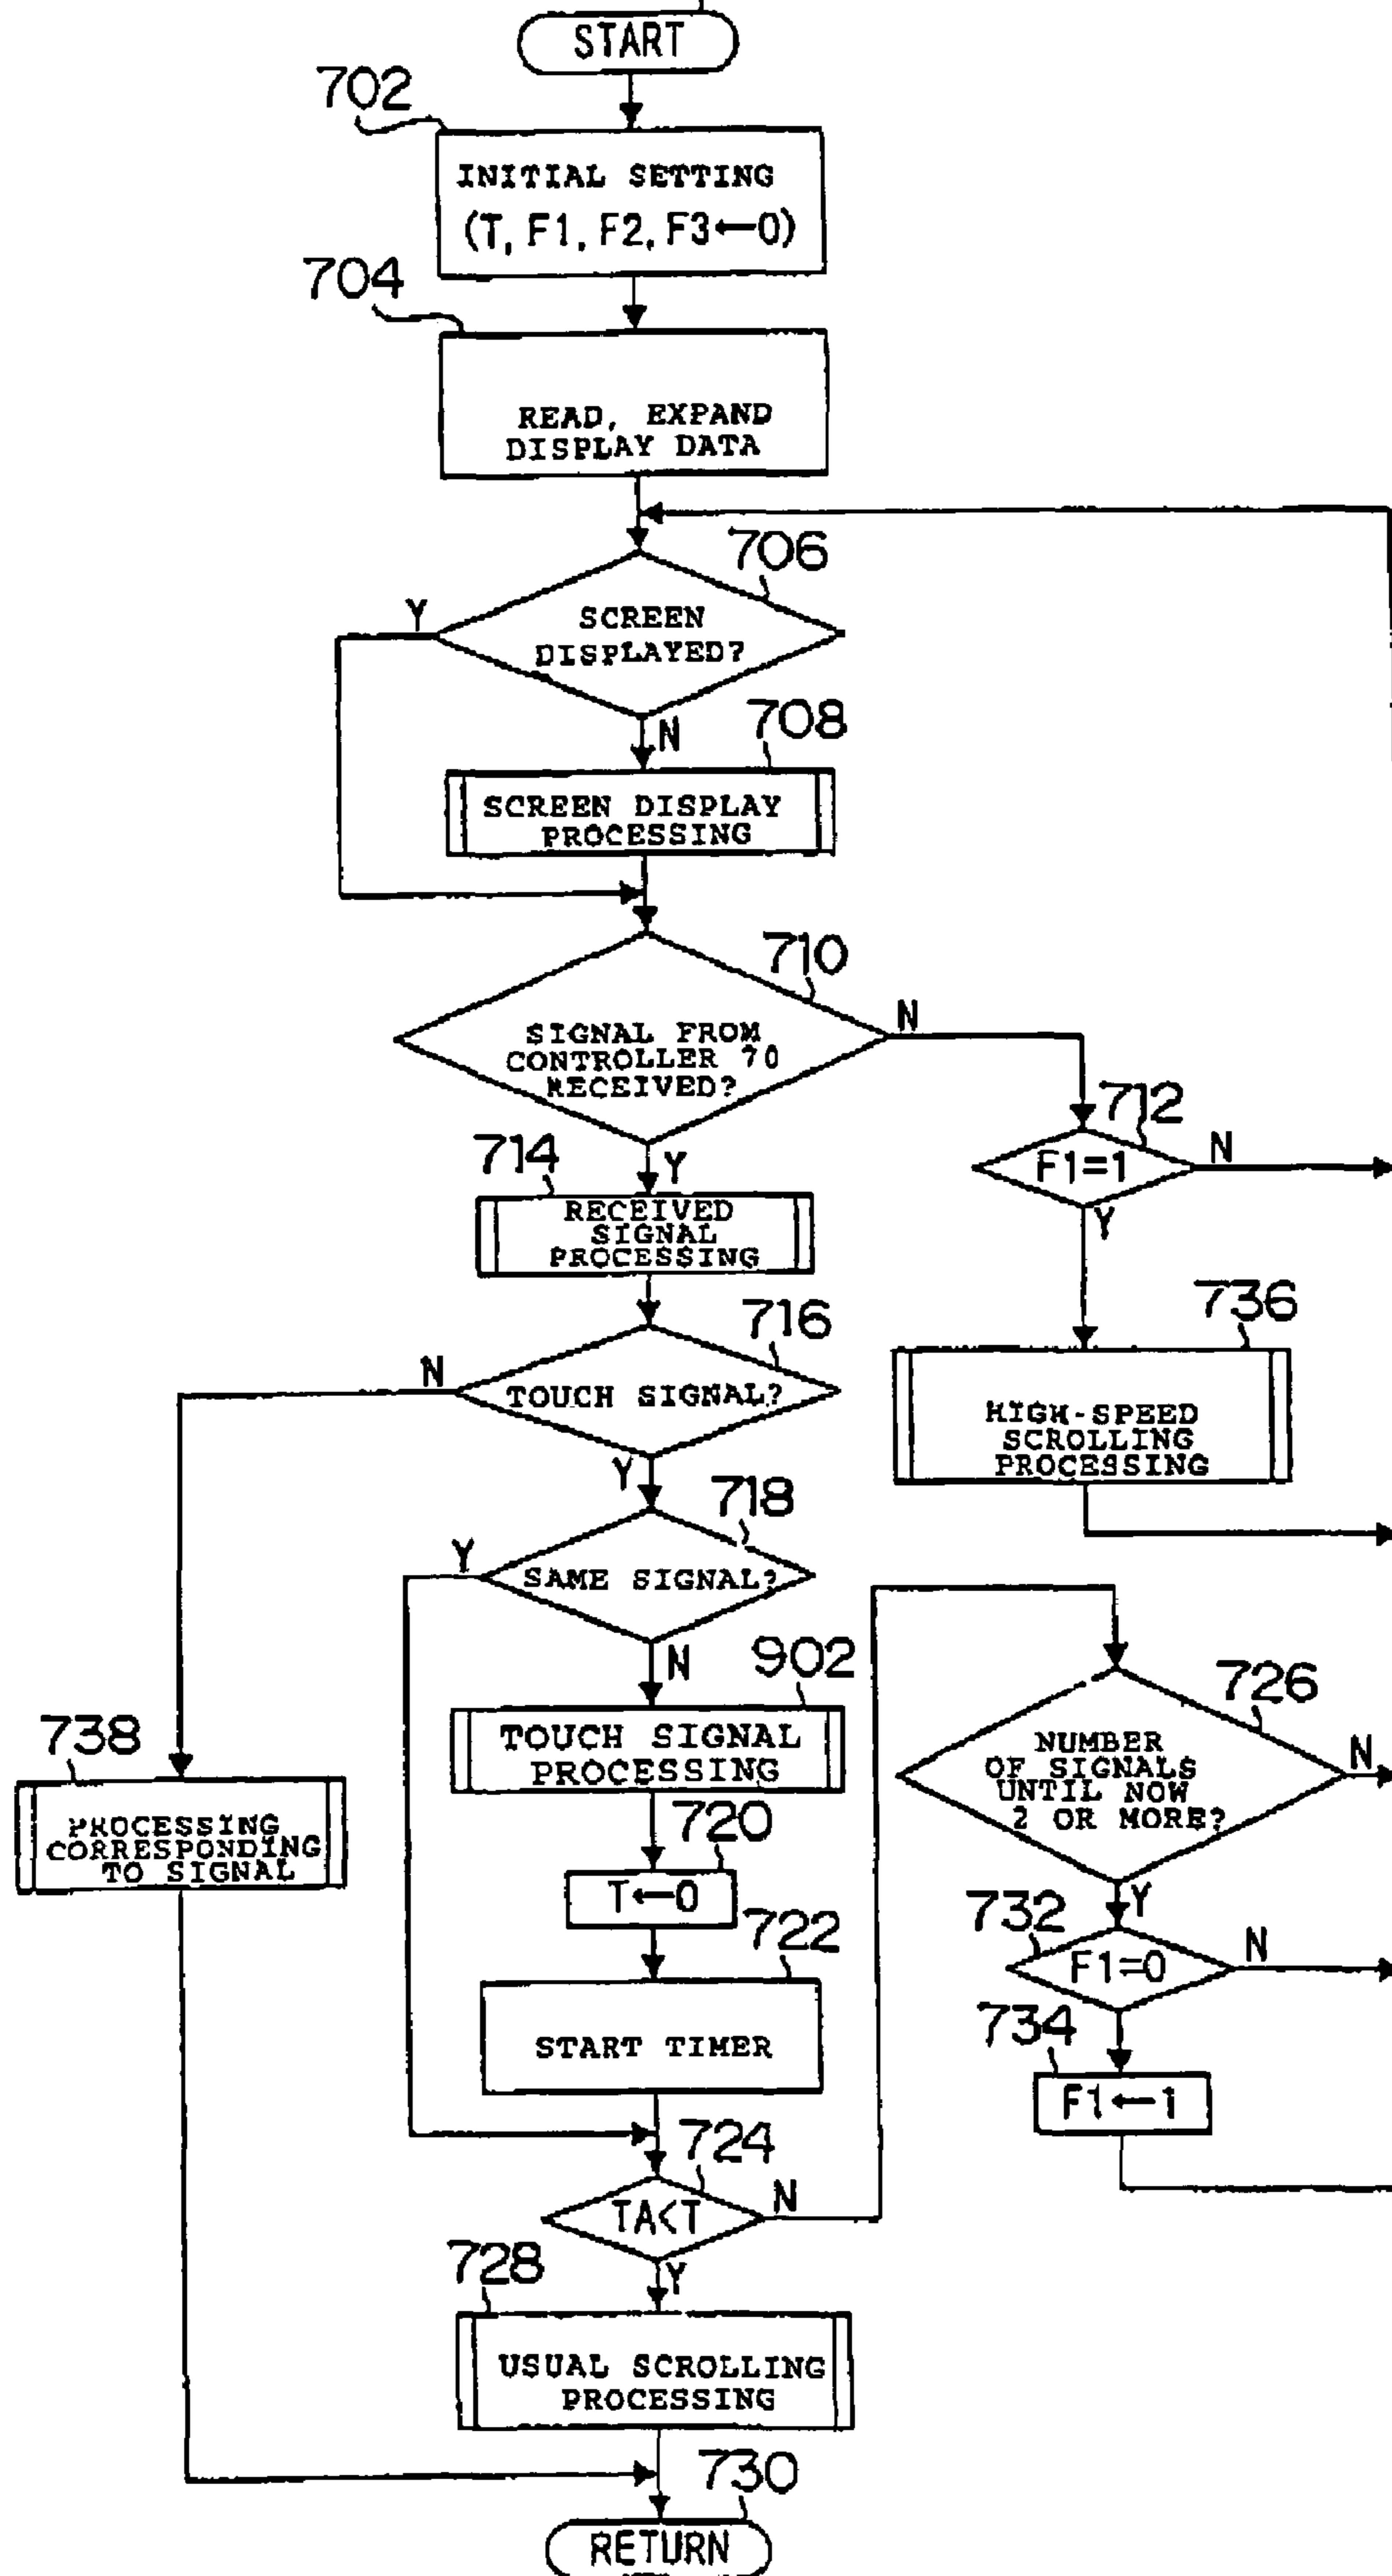 START
702
INITIAL SETTING
(T, F1, F2, F3←0)
704
READ, EXPAND
DISPLAY DATA
706
Y
SCREEN
DISPLAYED?
N
708
SCREEN DISPLAY
PROCESSING
710
SIGNAL FROM
CONTROLLER 70
RECEIVED?
N
712
F1=1
N
Y
714
Y
RECEIVED
SIGNAL
PROCESSING
736
HIGH-SPEED
SCROLLING
PROCESSING
716
N
TOUCH SIGNAL?
Y
718
Y
SAME SIGNAL?
N
902
TOUCH SIGNAL
PROCESSING
726
NUMBER
OF SIGNALS
UNTIL NOW
2 OR MORE?
N
Y
738
PROCESSING
CORRESPONDING
TO SIGNAL
720
T←0
732
F1=0
N
722
START TIMER
734
F1←1
724
TA<T
N
Y
728
USUAL SCROLLING
PROCESSING
730
RETURN